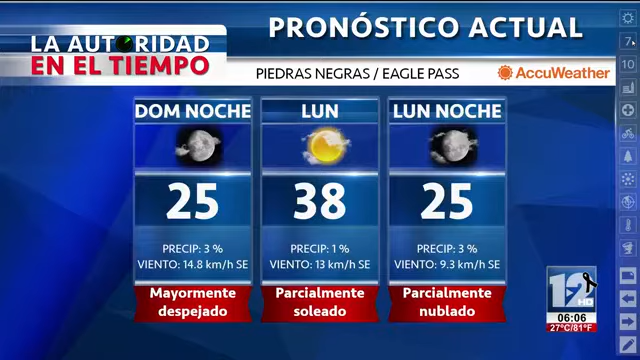 PRONÓSTICO ACTUAL
LA AUTORIDAD
EN EL TIEMPO
PIEDRAS NEGRAS / EAGLE PASS
AccuWeather
DOM NOCHE
25
PRECIP: 3 %
VIENTO: 14.8 km/h SE
Mayormente
despejado
LUN
38
PRECIP: 1 %
VIENTO: 13 km/h SE
Parcialmente
soleado
LUN NOCHE
25
PRECIP: 3 %
VIENTO: 9.3 km/h SE
Parcialmente
nublado
12
HD
06:06
27°C/81°F
7
10